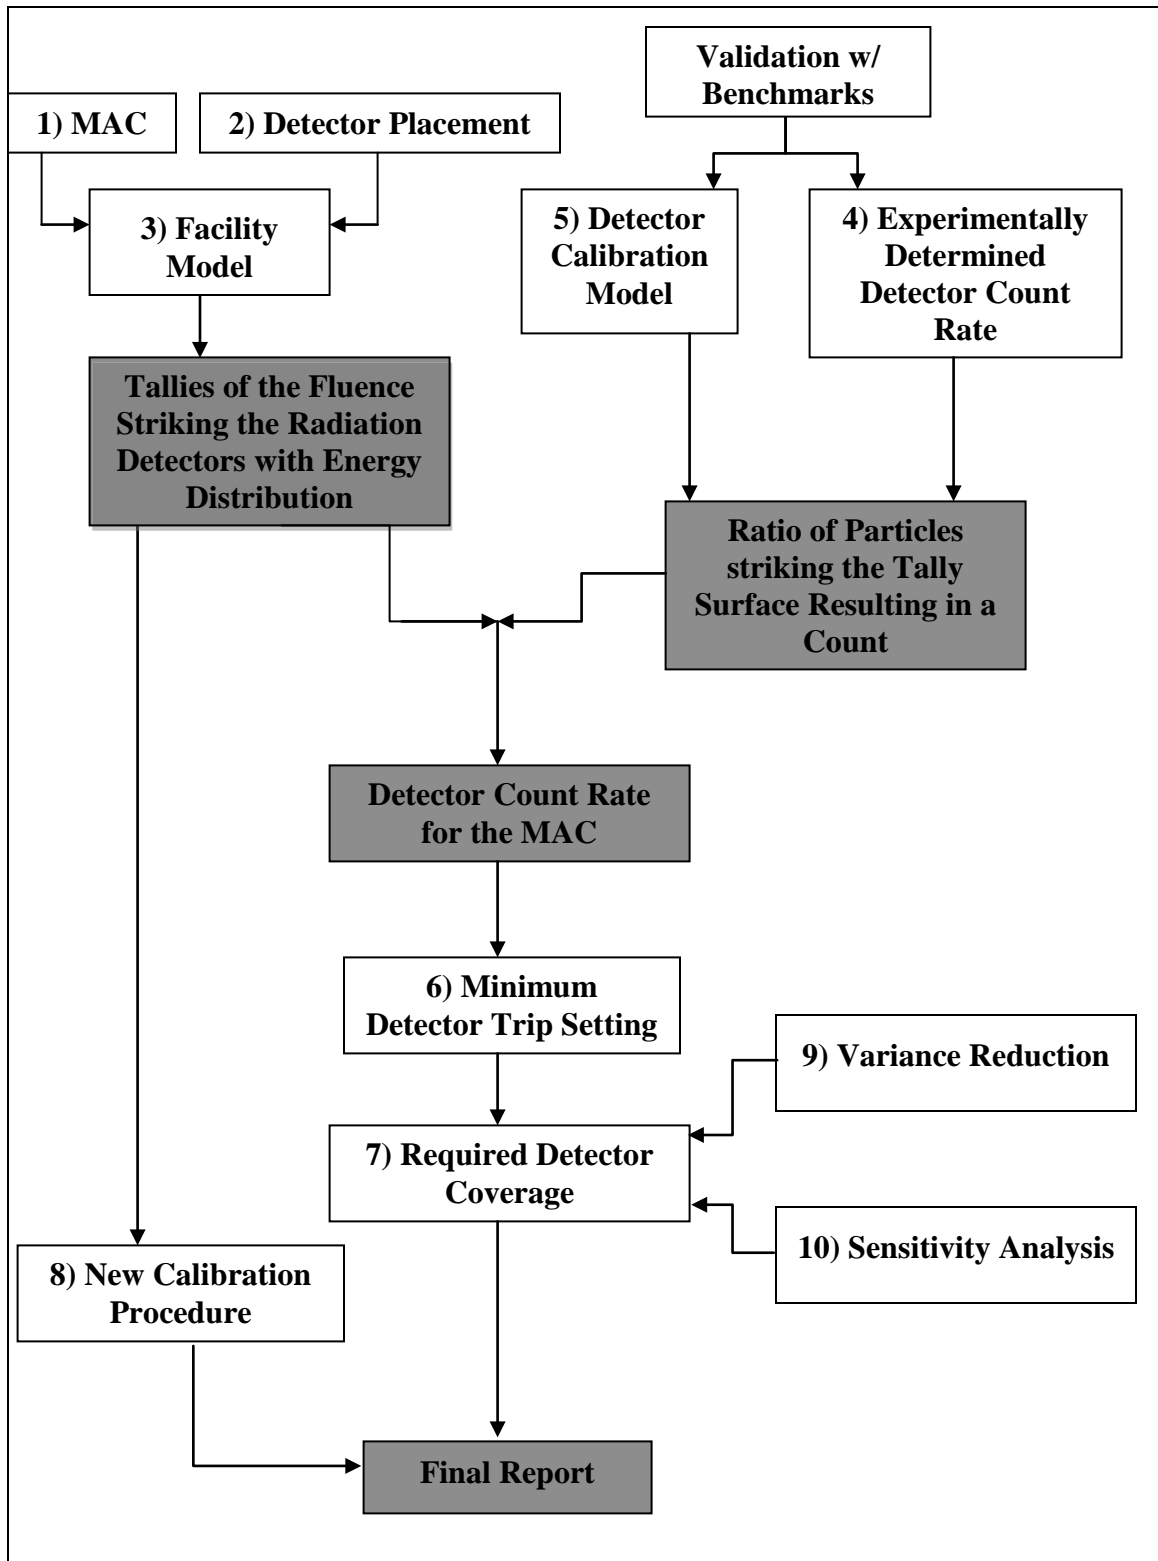 Validation w/
Benchmarks
1) MAC
2) Detector Placement
3) Facility
Model
5) Detector
Calibration
Model
4) Experimentally
Determined
Detector Count
Rate
Tallies of the Fluence
Striking the Radiation
Detectors with Energy
Distribution
Ratio of Particles
striking the Tally
Surface Resulting in a
Count
Detector Count Rate
for the MAC
6) Minimum
Detector Trip Setting
9) Variance Reduction
7) Required Detector
Coverage
10) Sensitivity Analysis
8) New Calibration
Procedure
Final Report